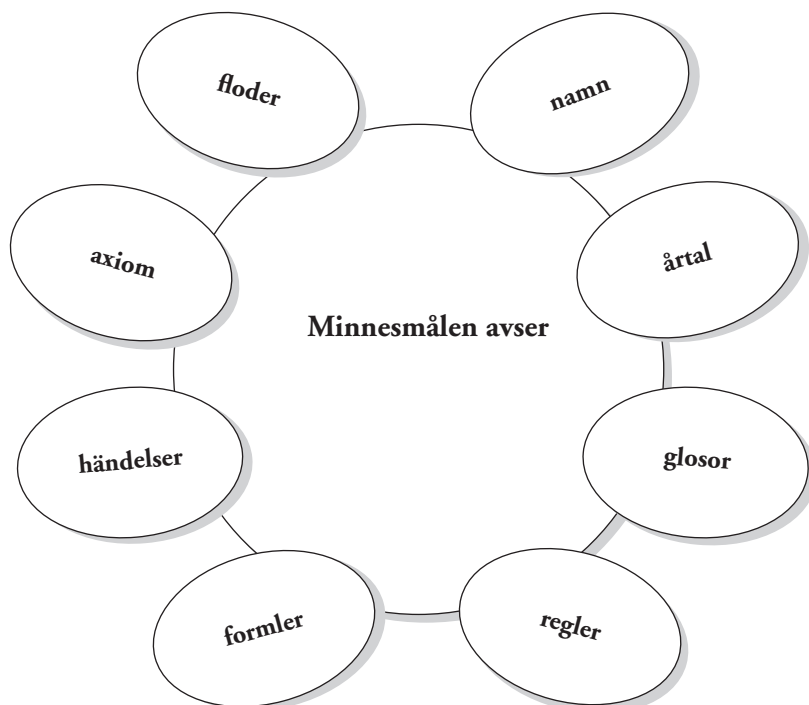 floder
namn
axiom
årtal
Minnesmålen avser
händelser
glosor
formler
regler